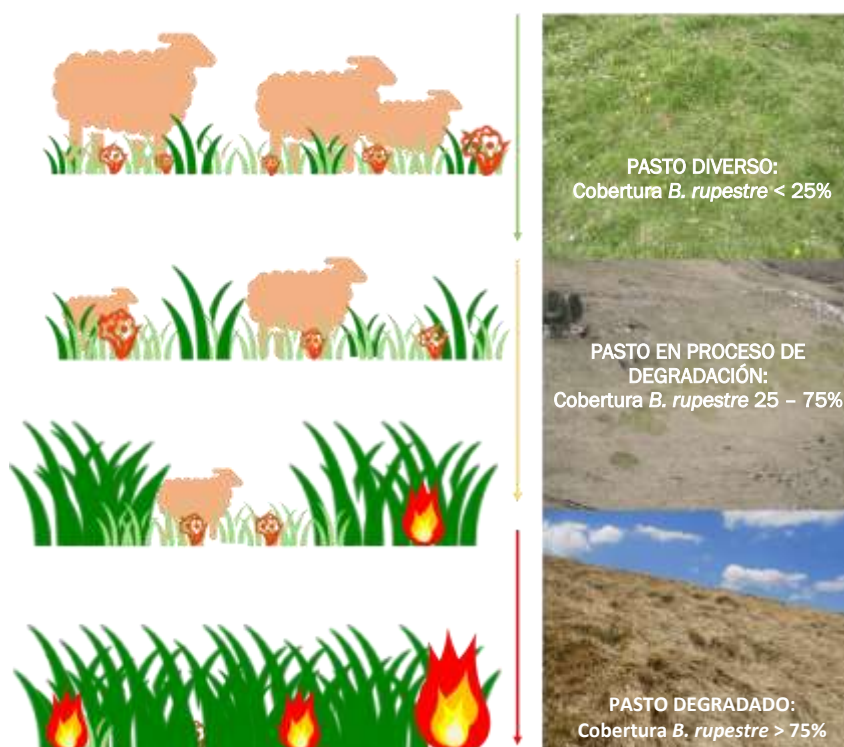 PASTO DIVERSO:
Cobertura B. rupestre < 25%
PASTO EN PROCESO DE
DEGRADACIÓN:
Cobertura B. rupestre 25 – 75%
PASTO DEGRADADO:
Cobertura B. rupestre > 75%